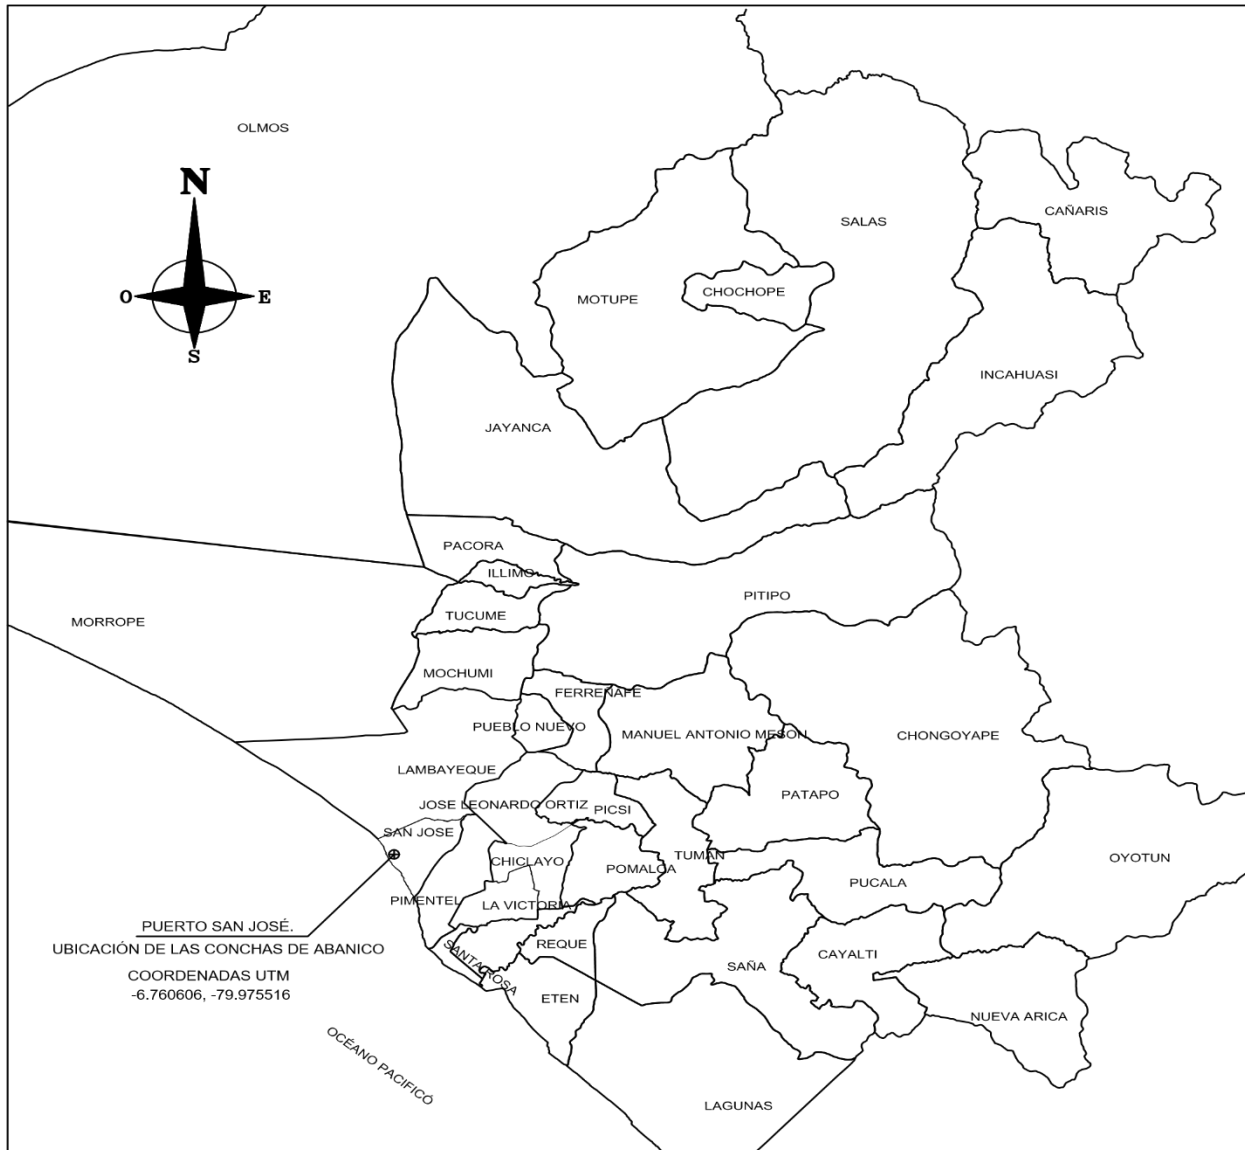 OLMOS
N
O
E
S
SALAS
CAÑARIS
MOTUPE
CHOCHOPE
INCAHUASI
JAYANCA
PACORA
ILLIMO
PITIPO
TUCUME
MORROPE
MOCHUMI
FERREÑAFE
PUEBLO NUEVO
MANUEL ANTONIO MESON
CHONGOYAPE
LAMBAYEQUE
PATAPO
JOSE LEONARDO ORTIZ
PICSI
SAN JOSE
TUMAN
CHICLAYO
POMALCA
OYOTUN
PUCALA
PIMENTEL
LA VICTORIA
PUERTO SAN JOSÉ.
UBICACIÓN DE LAS CONCHAS DE ABANICO
COORDENADAS UTM
-6.760606, -79.975516
REQUE
SANTA ROSA
CAYALTI
SAÑA
ETEN
NUEVA ARICA
OCÉANO PACIFICÓ
LAGUNAS